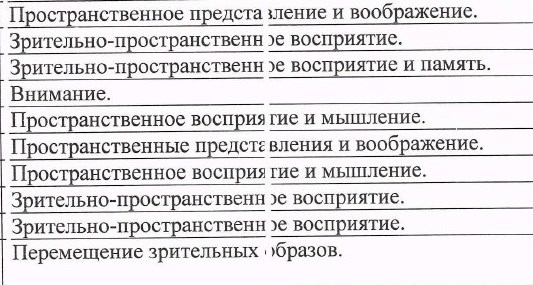 Пространственное представление и воображение.
Зрительно-пространственное восприятие.
Зрительно-пространственное восприятие и память.
Внимание.
Пространственное восприятие и мышление.
Пространственные представления и воображение.
Пространственное восприятие и мышление.
Зрительно-пространственное восприятие.
Зрительно-пространственное восприятие.
Перемещение зрительных образов.